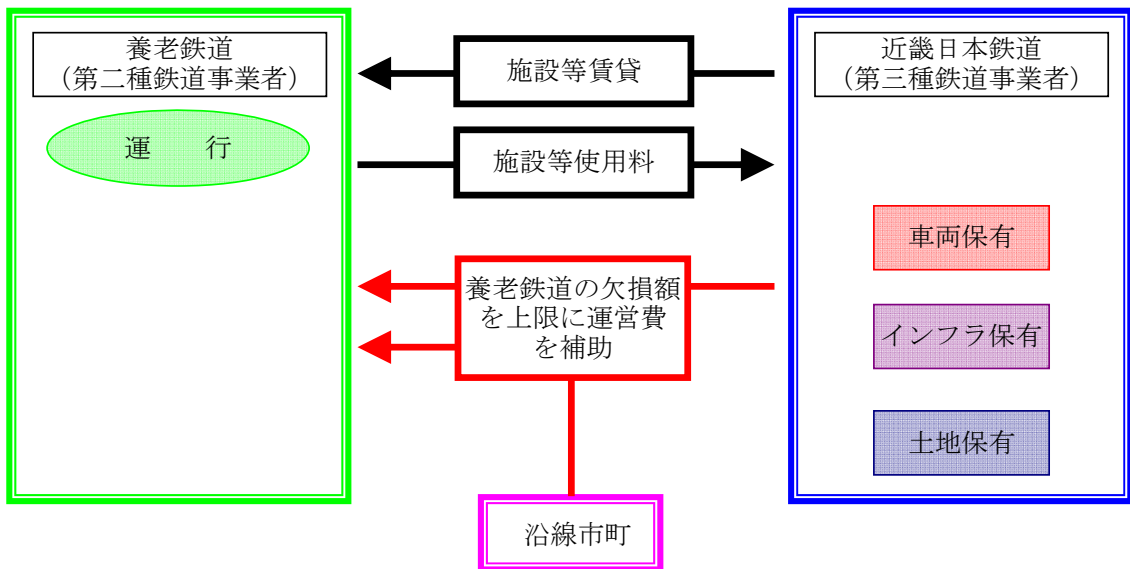 養老鉄道
（第二種鉄道事業者）
運　行
施設等賃貸
施設等使用料
養老鉄道の欠損額
を上限に運営費
を補助
沿線市町
近畿日本鉄道
（第三種鉄道事業者）
車両保有
インフラ保有
土地保有